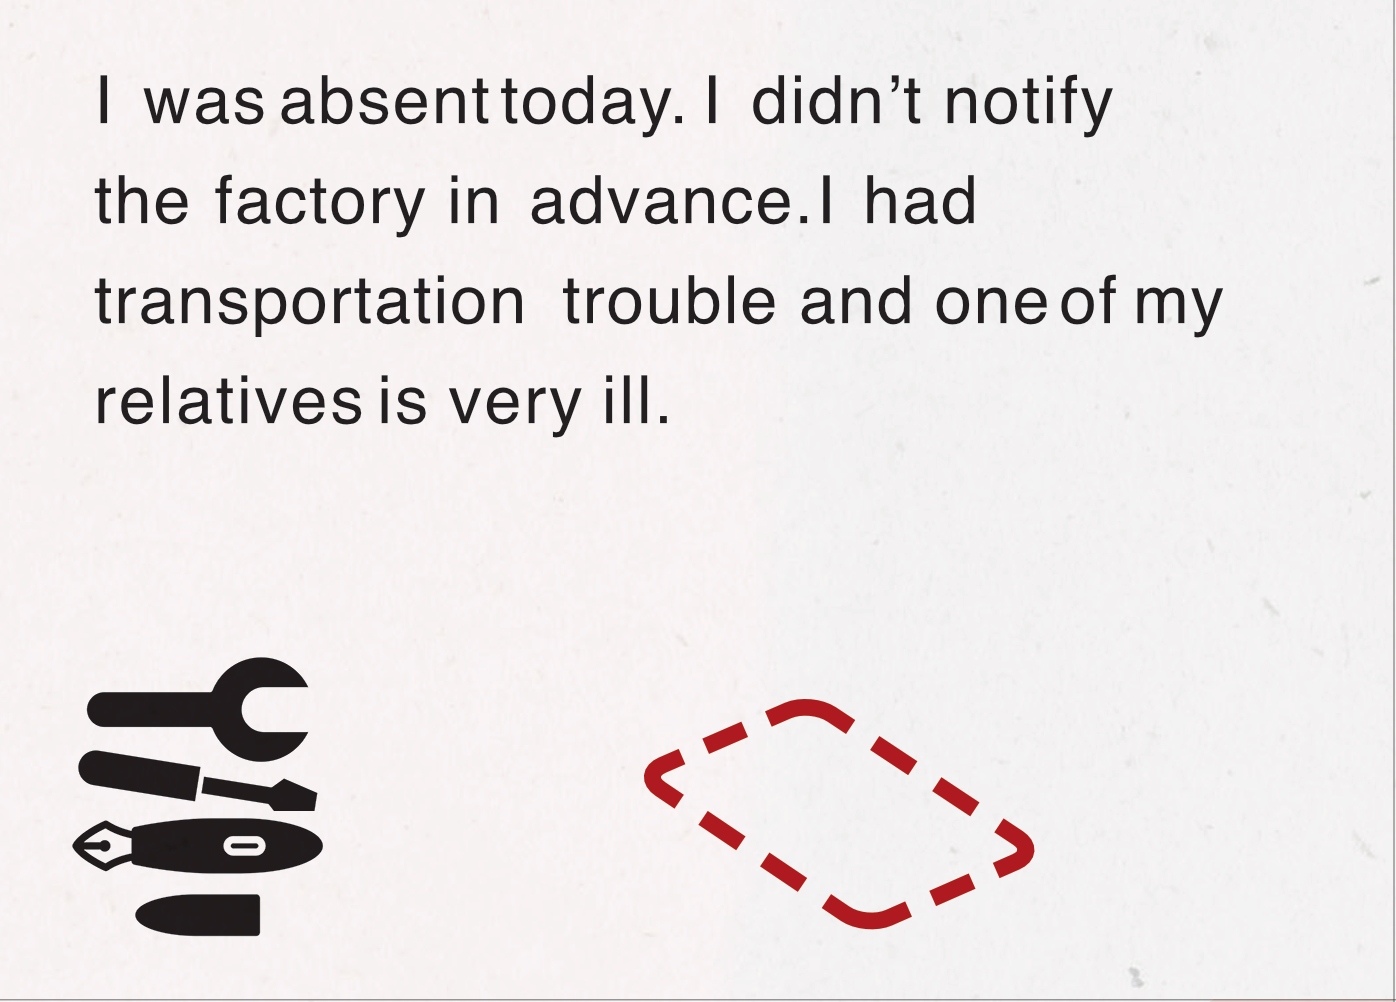 I was absent today. I didn’t notify
the factory in advance. I had
transportation trouble and one of my
relatives is very ill.